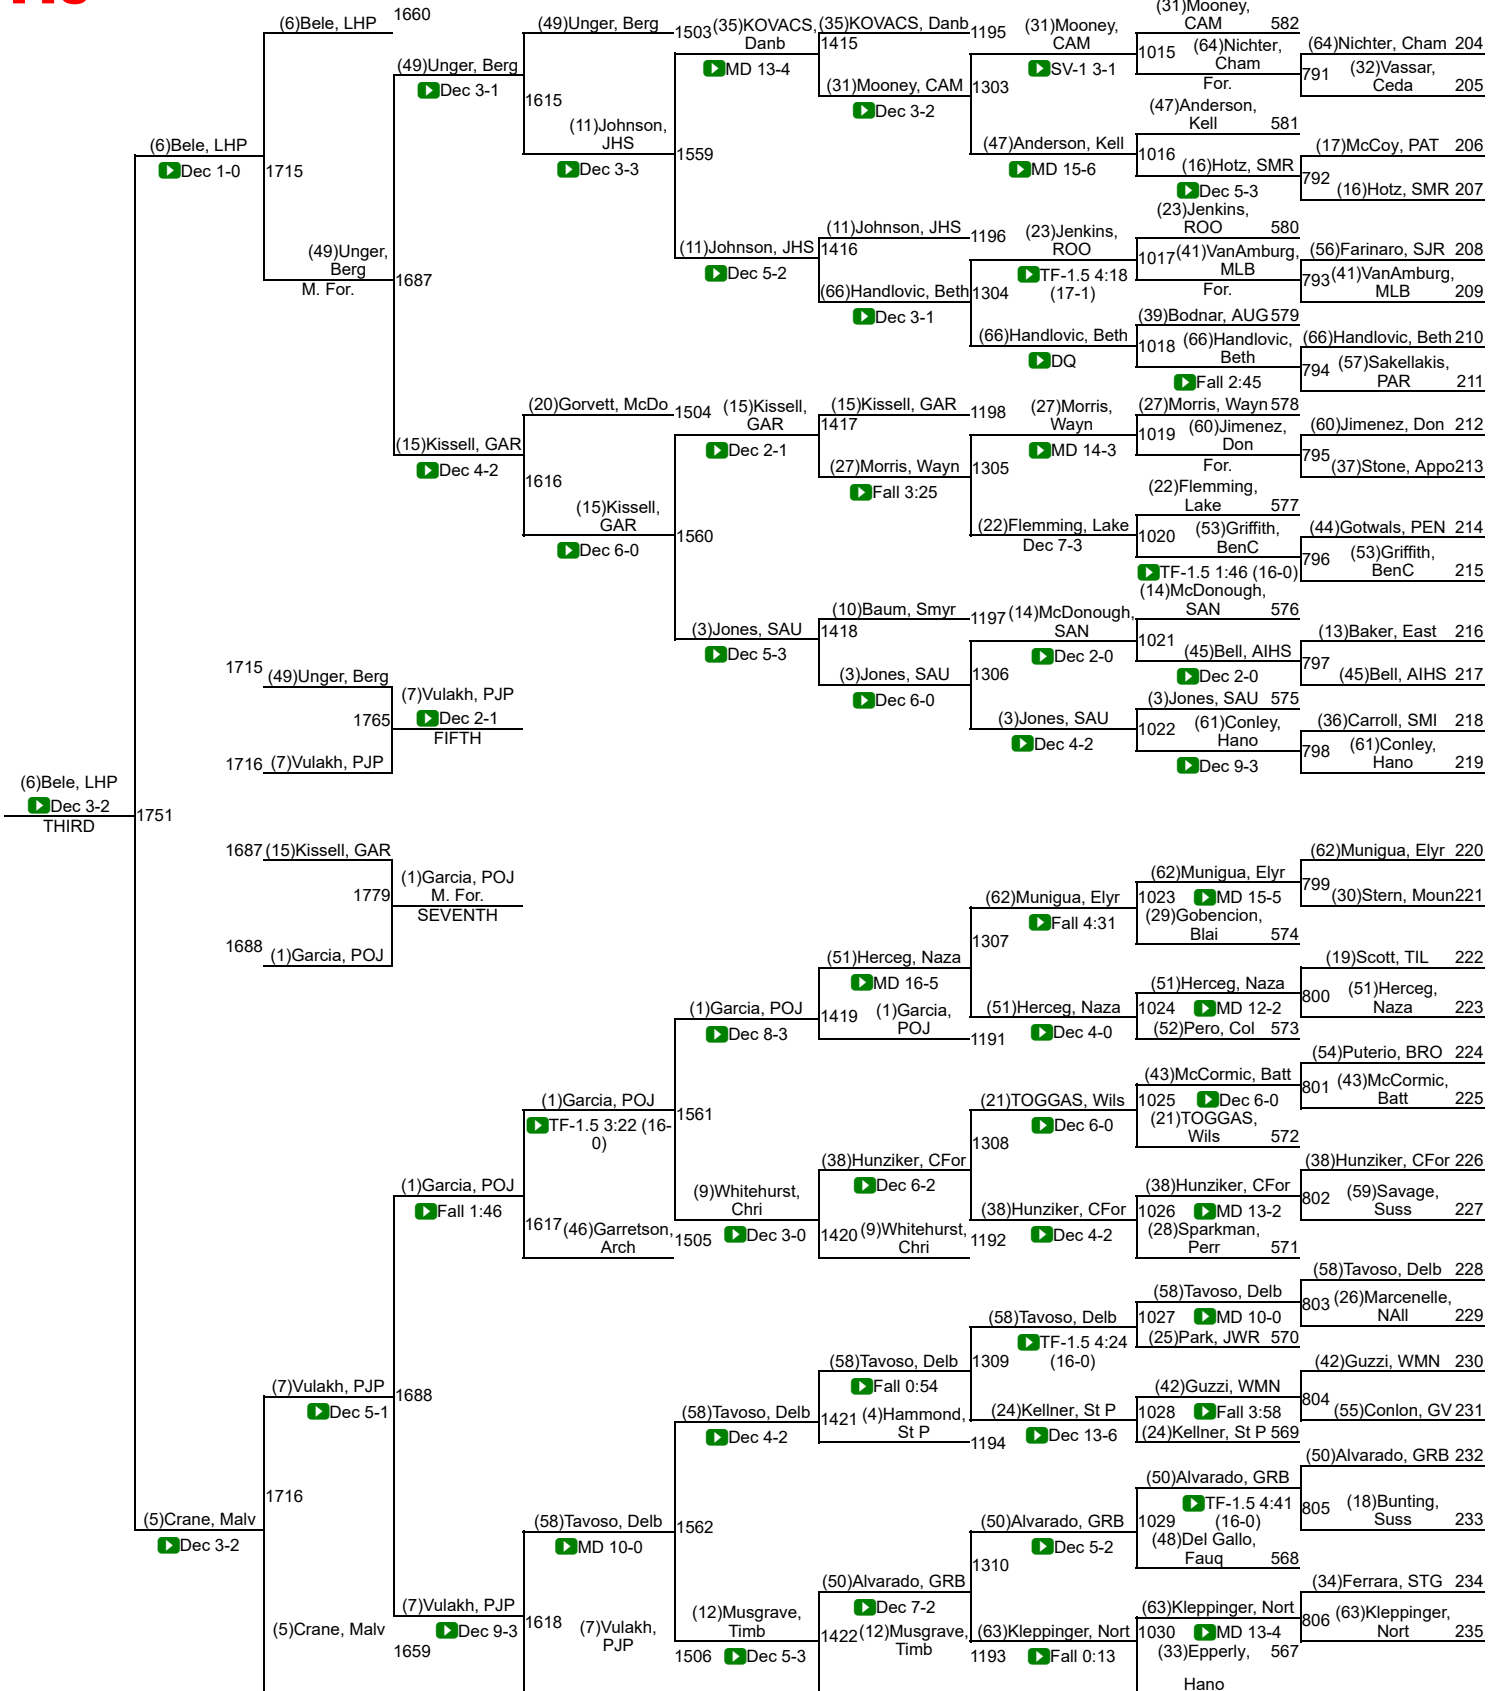 (6)Bele, LHP 1660
(49)Unger, Berg
1503
(35)KOVACS,
Danb
(35)KOVACS, Danb
1195
(31)Mooney,
CAM
(31)Mooney,
CAM 582
(49)Unger, Berg
Dec 3-1
1615
MD 13-4
1415
(31)Mooney, CAM
Dec 3-2
SV-1 3-1
1303
1015
(64)Nichter,
Cham
For.
(64)Nichter, Cham 204
791
(32)Vassar,
Ceda 205
(47)Anderson,
Kell 581
(11)Johnson,
JHS
Dec 3-3
1559
(47)Anderson, Kell
MD 15-6
1016
(16)Hotz, SMR
Dec 5-3
(17)McCoy, PAT 206
792
(16)Hotz, SMR 207
(6)Bele, LHP
Dec 1-0
1715
(23)Jenkins,
ROO 580
(11)Johnson, JHS
1196
(23)Jenkins,
ROO
(49)Unger,
Berg
M. For.
1687
(11)Johnson, JHS
Dec 5-2
1416
TF-1.5 4:18
(17-1)
1017
(41)VanAmburg,
MLB
For.
(56)Farinaro, SJR 208
793
(41)VanAmburg,
MLB 209
(66)Handlovic, Beth
Dec 3-1
1304
(39)Bodnar, AUG 579
(66)Handlovic, Beth
DQ
1018
(66)Handlovic,
Beth
Fall 2:45
(66)Handlovic, Beth 210
794
(57)Sakellakis,
PAR 211
(20)Gorvett, McDo
1504
(15)Kissell,
GAR
Dec 2-1
(15)Kissell, GAR
1198
(27)Morris,
Wayn
MD 14-3
(27)Morris, Wayn 578
(15)Kissell, GAR
Dec 4-2
1616
1417
(27)Morris, Wayn
Fall 3:25
1305
1019
(60)Jimenez,
Don
For.
(60)Jimenez, Don 212
795
(37)Stone, Appo 213
(22)Flemming,
Lake 577
(15)Kissell,
GAR
Dec 6-0
1560
(22)Flemming, Lake
Dec 7-3
1020
(53)Griffith,
BenC
TF-1.5 1:46 (16-0)
(44)Gotwals, PEN 214
796
(53)Griffith,
BenC 215
(14)McDonough,
SAN 576
(10)Baum, Smyr
1197
(14)McDonough,
SAN
Dec 2-0
(3)Jones, SAU
Dec 5-3
1418
(3)Jones, SAU
Dec 6-0
1306
1021
(45)Bell, AIHS
Dec 2-0
(13)Baker, East 216
797
(45)Bell, AIHS 217
(3)Jones, SAU 575
(3)Jones, SAU
Dec 4-2
1022
(61)Conley,
Hano
Dec 9-3
(36)Carroll, SMI 218
798
(61)Conley,
Hano 219
1715 (49)Unger, Berg
1765
(7)Vulakh, PJP
Dec 2-1
FIFTH
1716 (7)Vulakh, PJP
(6)Bele, LHP
Dec 3-2
THIRD
1751
1687 (15)Kissell, GAR
1779
(1)Garcia, POJ
M. For.
SEVENTH
1688 (1)Garcia, POJ
(62)Munigua, Elyr 220
799
(30)Stern, Moun 221
(62)Munigua, Elyr
1023
MD 15-5
(29)Gobencion,
Blai 574
(62)Munigua, Elyr
Fall 4:31
1307
(19)Scott, TIL 222
800
(51)Herceg,
Naza 223
(51)Herceg, Naza
MD 16-5
1419
(1)Garcia,
POJ
1191
(51)Herceg, Naza
Dec 4-0
(51)Herceg, Naza
1024
MD 12-2
(52)Pero, Col 573
(1)Garcia, POJ
Dec 8-3
(54)Puterio, BRO 224
801
(43)McCormic,
Batt 225
(43)McCormic, Batt
1025
Dec 6-0
(21)TOGGAS,
Wils 572
(1)Garcia, POJ
TF-1.5 3:22 (16-
0)
1561
(21)TOGGAS, Wils
Dec 6-0
1308
(38)Hunziker, CFor
Dec 6-2
(38)Hunziker, CFor 226
802
(59)Savage,
Suss 227
(1)Garcia, POJ
Fall 1:46
1617
(46)Garretson,
Arch
1505
(9)Whitehurst,
Chri
Dec 3-0
1420
(9)Whitehurst,
Chri
1192
(38)Hunziker, CFor
Dec 4-2
(38)Hunziker, CFor
1026
MD 13-2
(28)Sparkman,
Perr 571
(58)Tavoso, Delb 228
803
(26)Marcenelle,
NAll 229
(58)Tavoso, Delb
1027
MD 10-0
(25)Park, JWR 570
(58)Tavoso, Delb
TF-1.5 4:24
(16-0)
1309
(58)Tavoso, Delb
Fall 0:54
(42)Guzzi, WMN 230
804
(55)Conlon, GV 231
(7)Vulakh, PJP
Dec 5-1
1688
(58)Tavoso, Delb
Dec 4-2
1421
(4)Hammond,
St P
1194
(24)Kellner, St P
Dec 13-6
(42)Guzzi, WMN
1028
Fall 3:58
(24)Kellner, St P 569
(50)Alvarado, GRB 232
805
(18)Bunting,
Suss 233
(50)Alvarado, GRB
TF-1.5 4:41
1029
(16-0)
(48)Del Gallo,
Fauq 568
1716
(5)Crane, Malv
Dec 3-2
(58)Tavoso, Delb
MD 10-0
1562
(50)Alvarado, GRB
Dec 5-2
1310
(50)Alvarado, GRB
Dec 7-2
(34)Ferrara, STG 234
806
(63)Kleppinger,
Nort 235
(5)Crane, Malv
1659
(7)Vulakh, PJP
Dec 9-3
1618
(7)Vulakh,
PJP
1506
(12)Musgrave,
Timb
Dec 5-3
1422
(12)Musgrave,
Timb
1193
(63)Kleppinger, Nort
Fall 0:13
(63)Kleppinger, Nort
1030
MD 13-4
(33)Epperly,
567
Hano